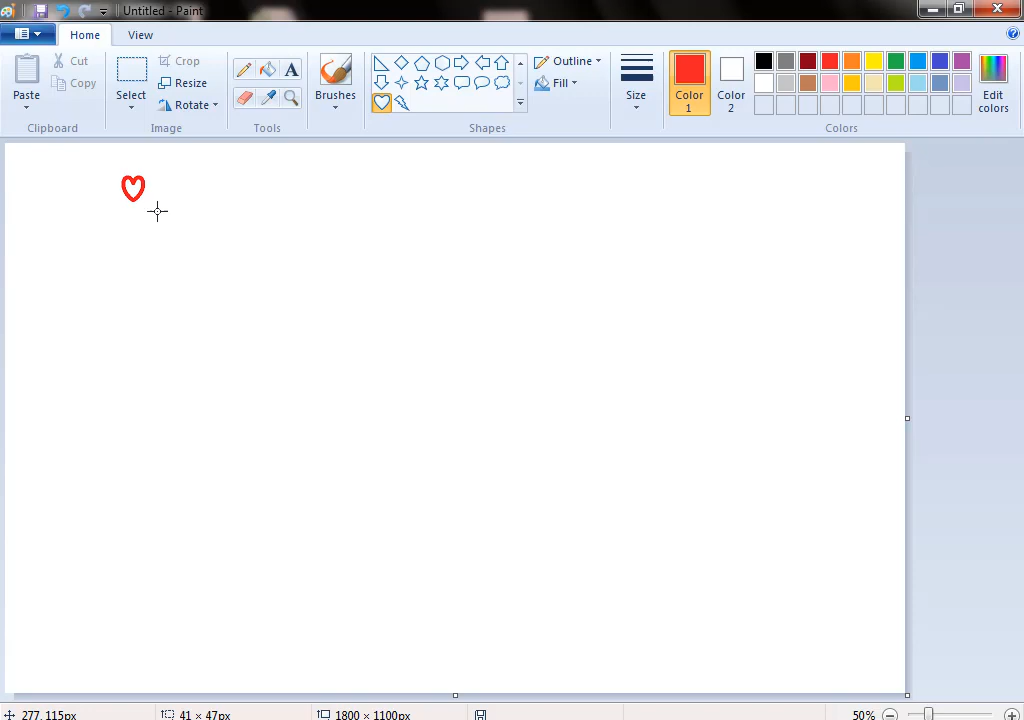 Untitled - Paint
Home View
Paste Cut Copy
Clipboard
Select Crop Resize Rotate
Image
A
Tools
Brushes
Outline Fill
Shapes
Size
Color 1 Color 2
Edit colors
Colors
277, 115px 41 × 47px 1800 × 1100px 50%